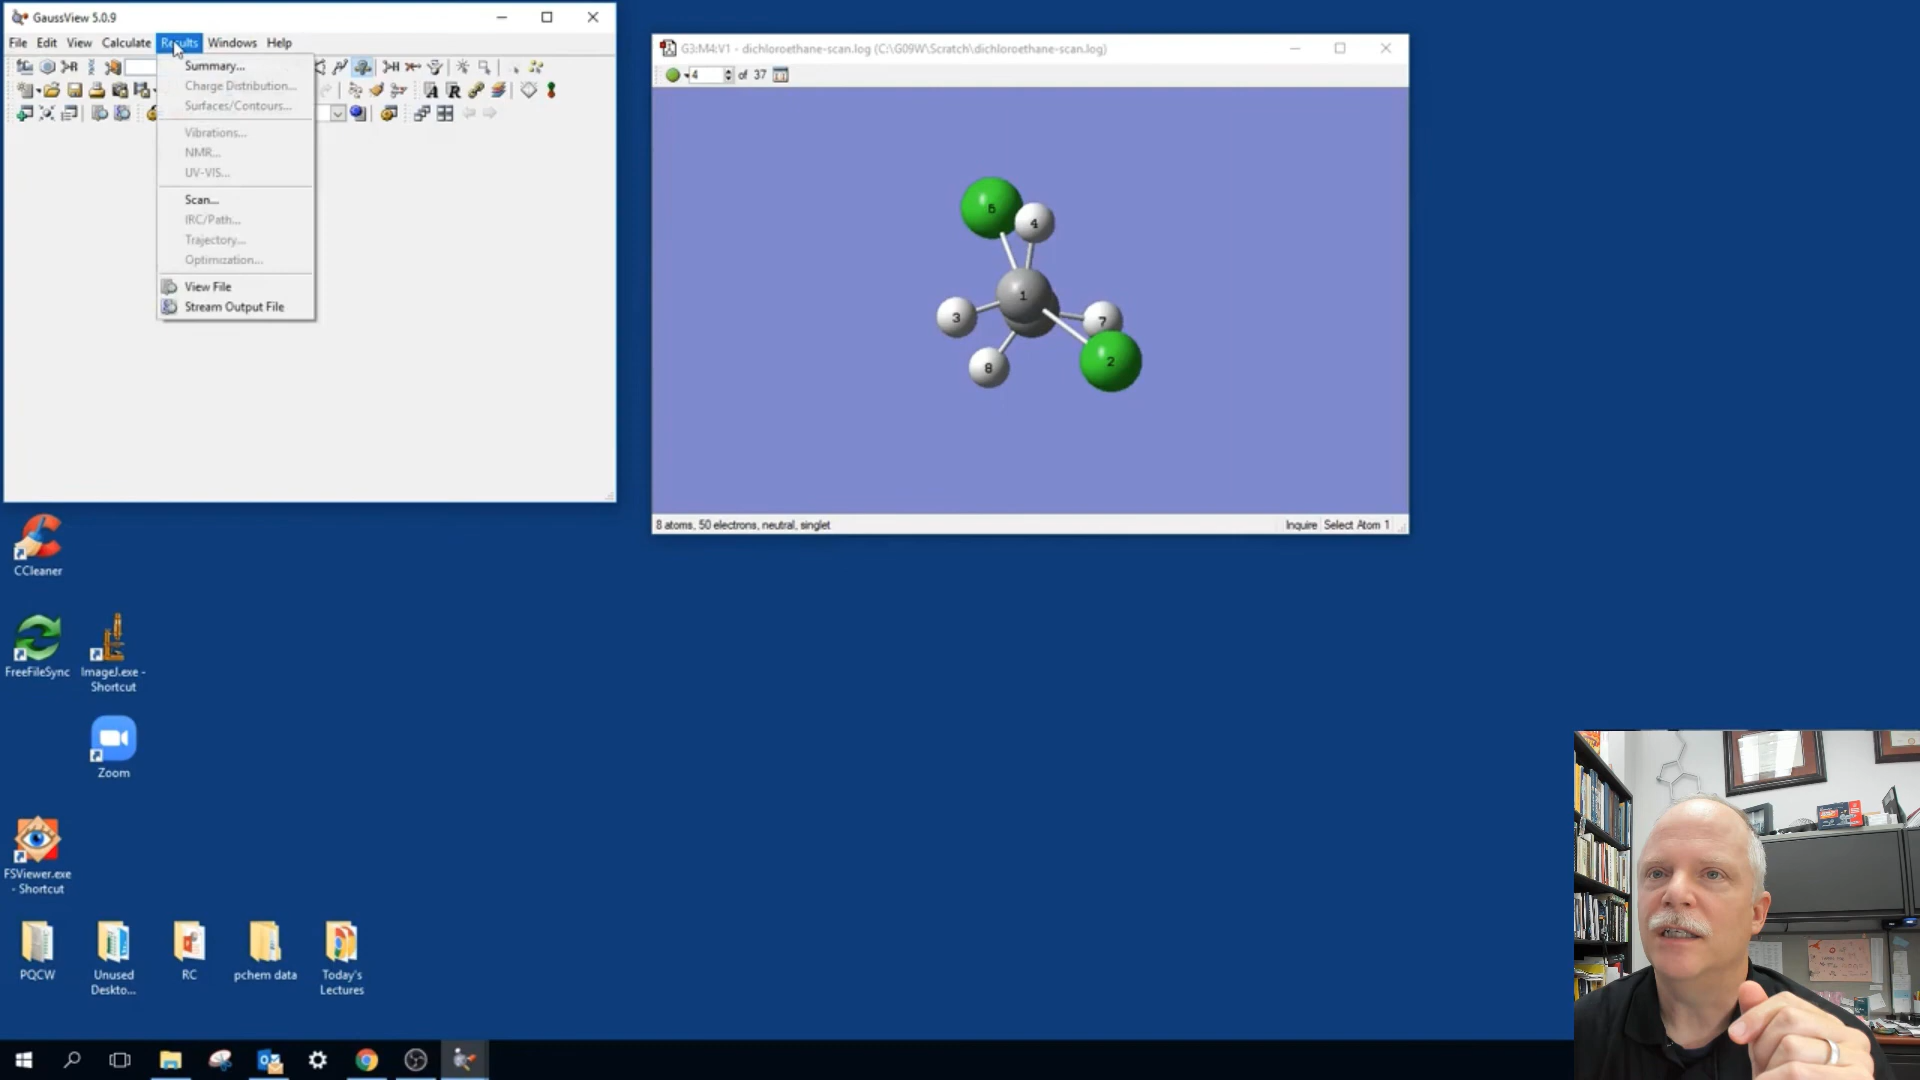 GaussView 5.0.9
File Edit View Calculate Results Windows Help
Summary...
Charge Distribution...
Surfaces/Contours...
Vibrations...
NMR...
UV-VIS...
Scan...
IRC/Path...
Trajectory...
Optimization...
View File
Stream Output File
G3:M4:V1 - dichloroethane-scan.log (C:\G09W\Scratch\dichloroethane-scan.log)
4 of 37
5
4
1
3
7
8
2
8 atoms, 50 electrons, neutral, singlet
Inquire Select Atom 1
CCleaner
FreeFileSync
ImageJ.exe -
Shortcut
Zoom
FSViewer.exe
- Shortcut
PQCW
Unused
Deskto...
RC
pchem data
Today's
Lectures